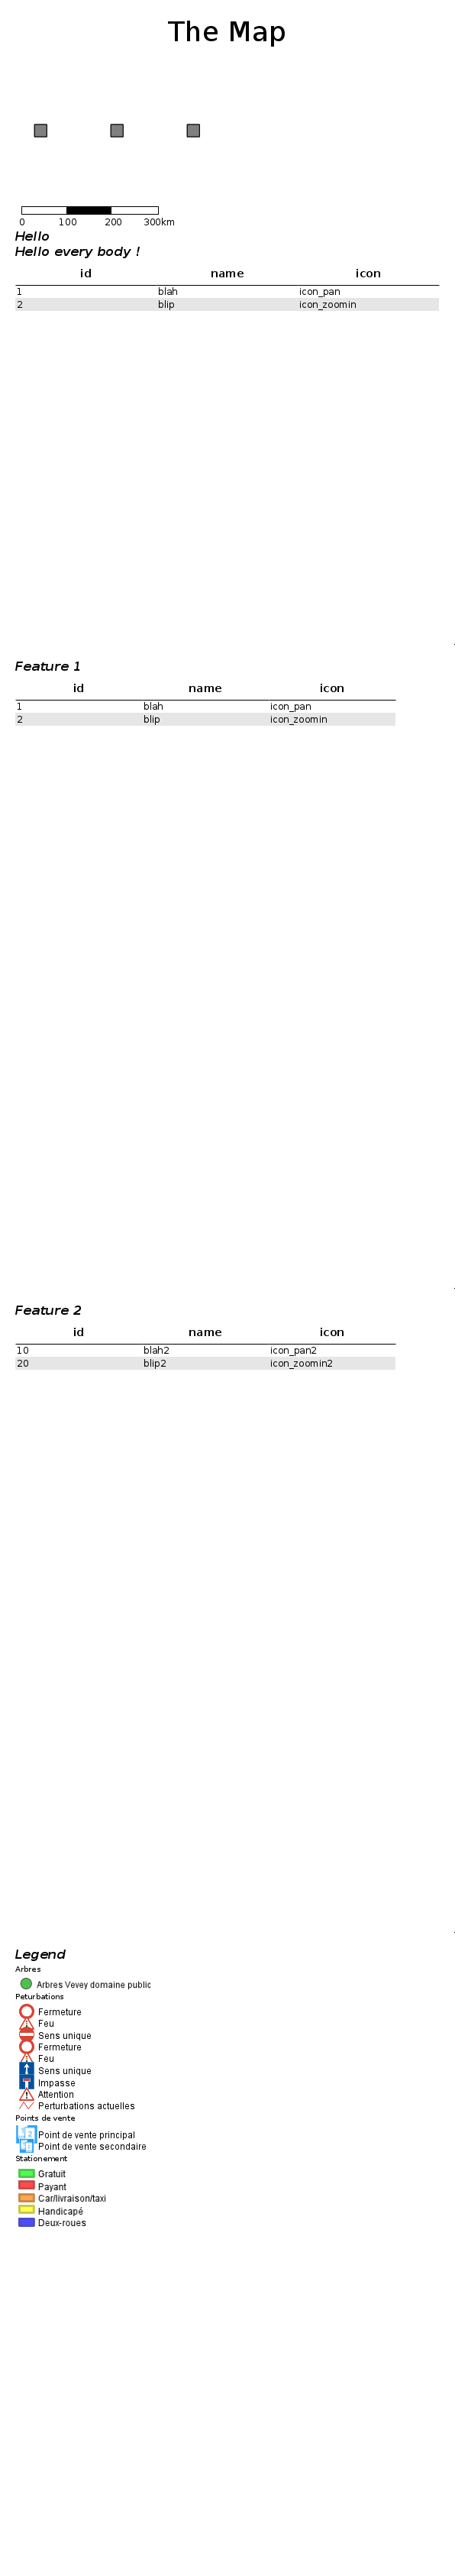 The Map
0 100 200 300km
Hello
Hello every body !
id name icon
1 blah icon_pan
2 blip icon_zoomin
Feature 1
id name icon
1 blah icon_pan
2 blip icon_zoomin
Feature 2
id name icon
10 blah2 icon_pan2
20 blip2 icon_zoomin2
Legend
Arbres
Arbres Vevey domaine public
Peturbations
Fermeture
Feu
Sens unique
Fermeture
Feu
Sens unique
Impasse
Attention
Perturbations actuelles
Points de vente
Point de vente principal
Point de vente secondaire
Stationement
Gratuit
Payant
Car/livraison/taxi
Handicapé
Deux-roues